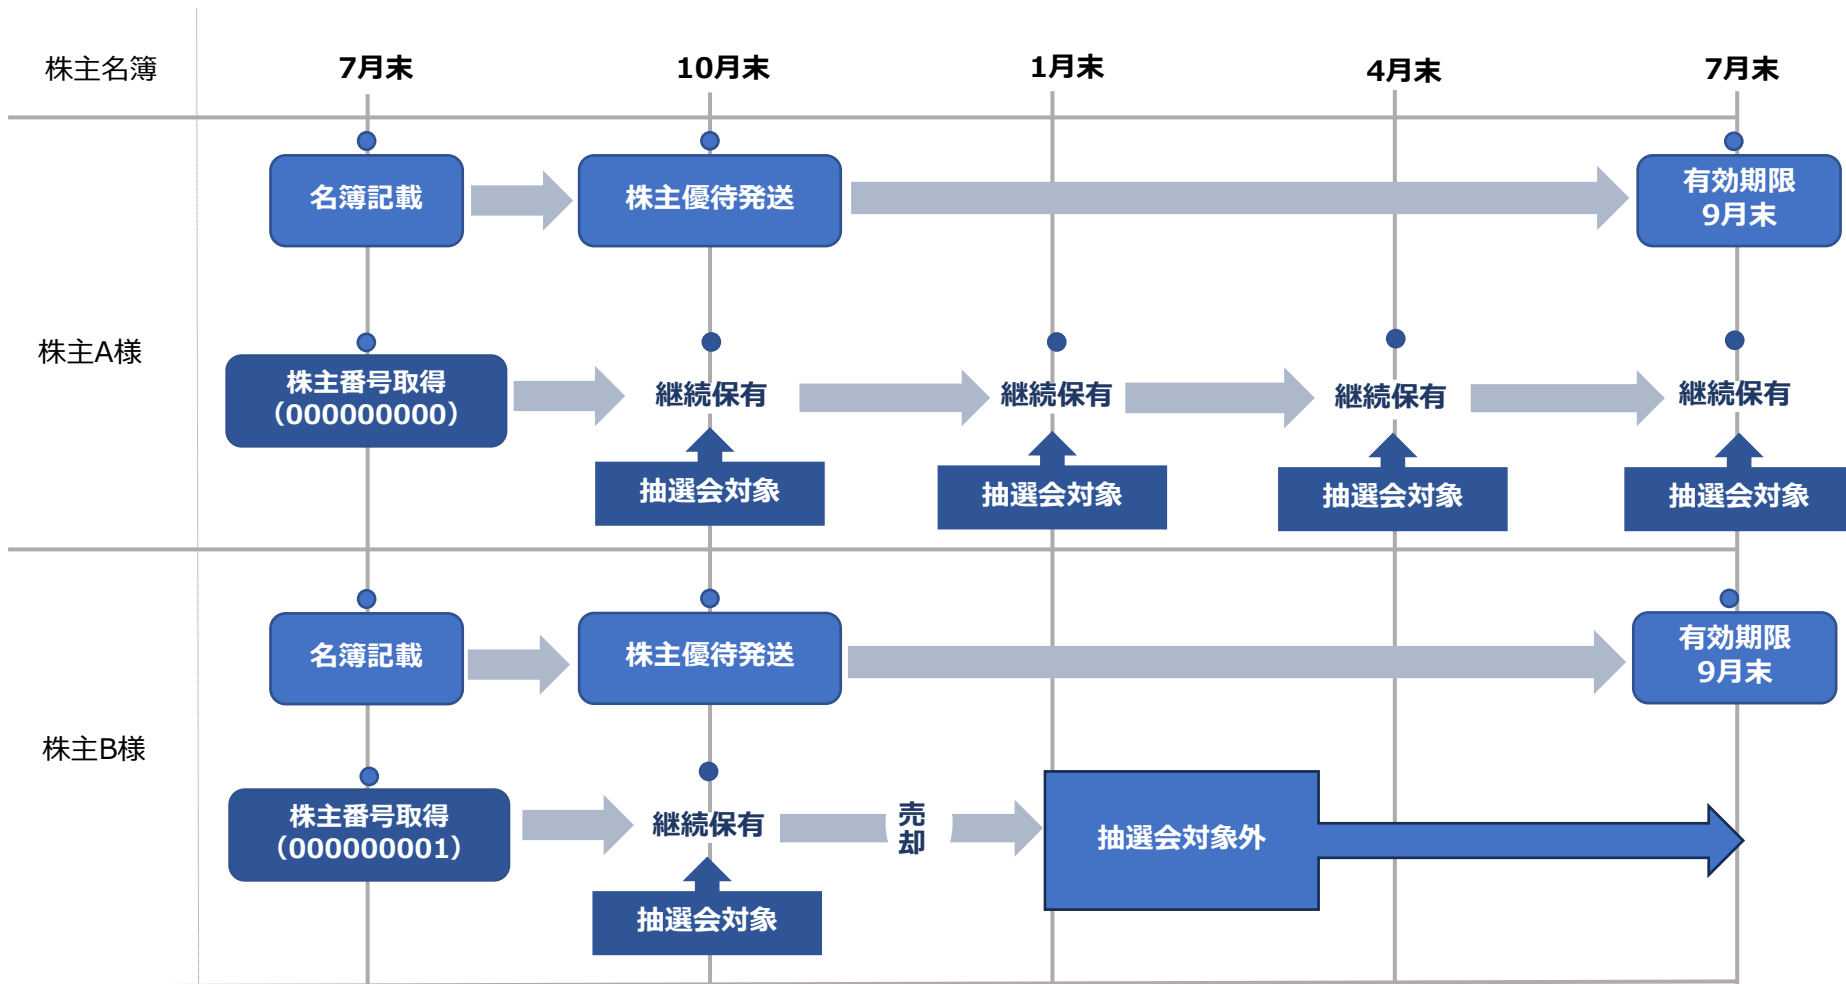 株主名簿
7月末
10月末
1月末
4月末
7月末
名簿記載
株主優待発送
有効期限
9月末
株主A様
株主番号取得
（000000000）
継続保有
継続保有
継続保有
継続保有
抽選会対象
抽選会対象
抽選会対象
抽選会対象
名簿記載
株主優待発送
有効期限
9月末
株主B様
株主番号取得
（000000001）
継続保有
売
却
抽選会対象外
抽選会対象